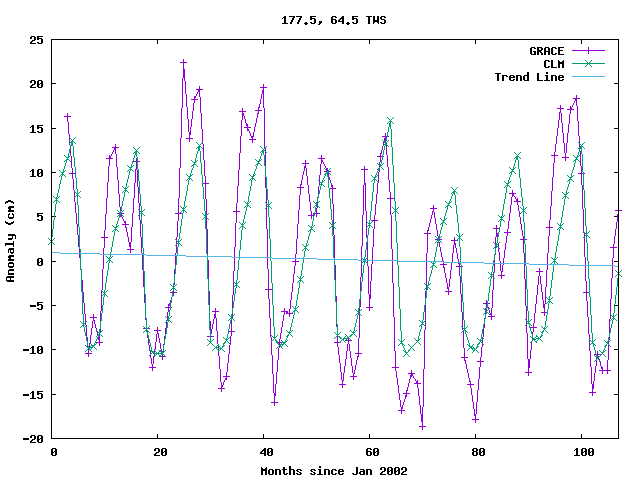 177.5, 64.5 TWS
GRACE
CLM
Trend Line
25
20
15
10
5
0
-5
-10
-15
-20
Anomaly (cm)
0 20 40 60 80 100
Months since Jan 2002